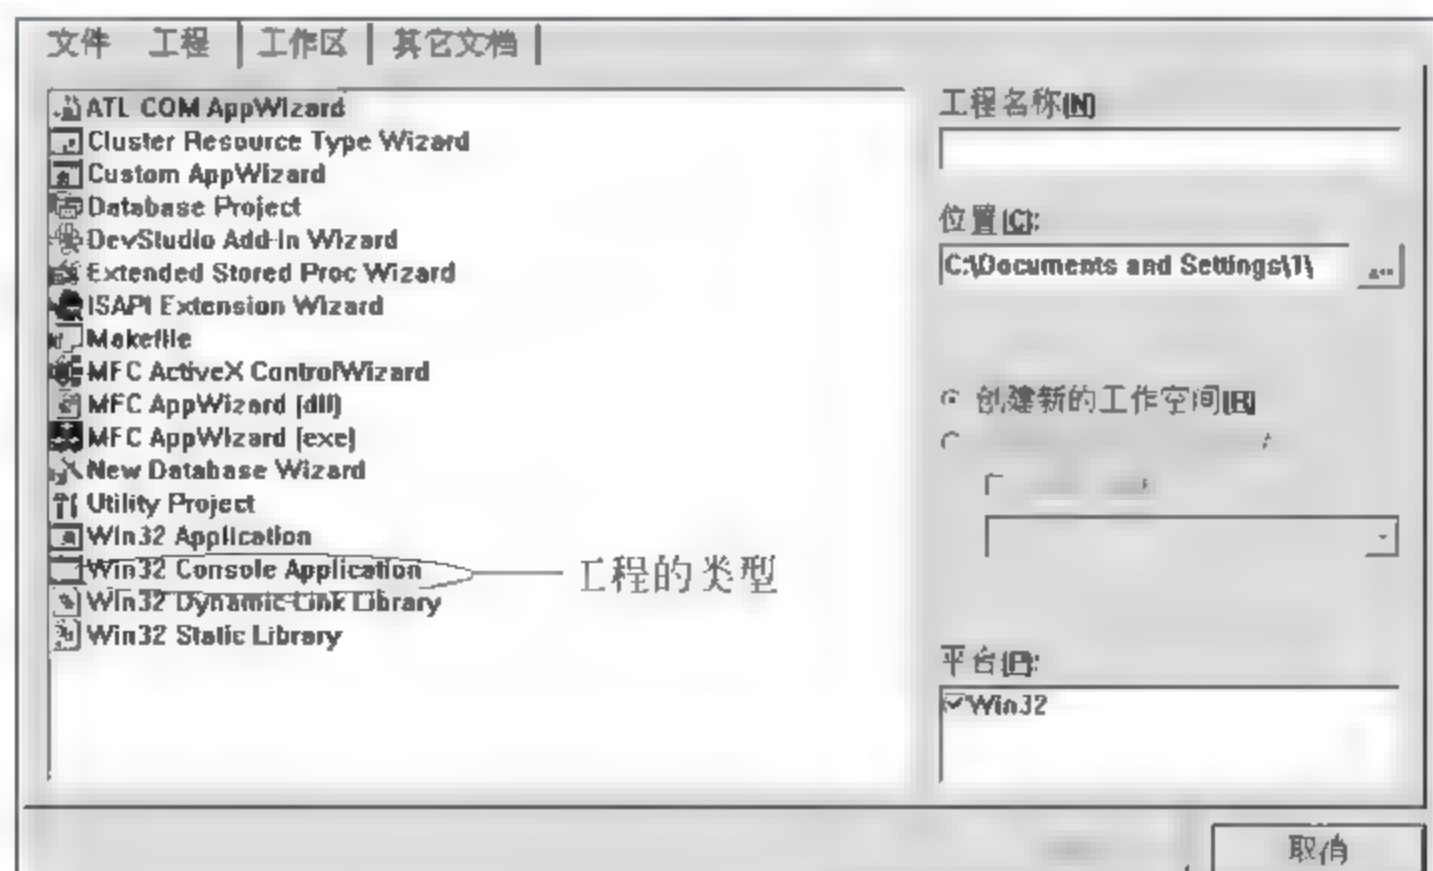 文件 工程 工作区 其它文档
ATL COM AppWizard
Cluster Resource Type Wizard
Custom AppWizard
Database Project
DevStudio Add-in Wizard
Extended Stored Proc Wizard
ISAPI Extension Wizard
Makefile
MFC ActiveX ControlWizard
MFC AppWizard (dll)
MFC AppWizard (exe)
New Database Wizard
Utility Project
Win32 Application
Win32 Console Application
Win32 Dynamic-Link Library
Win32 Static Library
工程的类型
工程名称(N)
位置(C):
C:\Documents and Settings\1\
...
创建新的工作空间(R)
平台(P):
Win32
取消